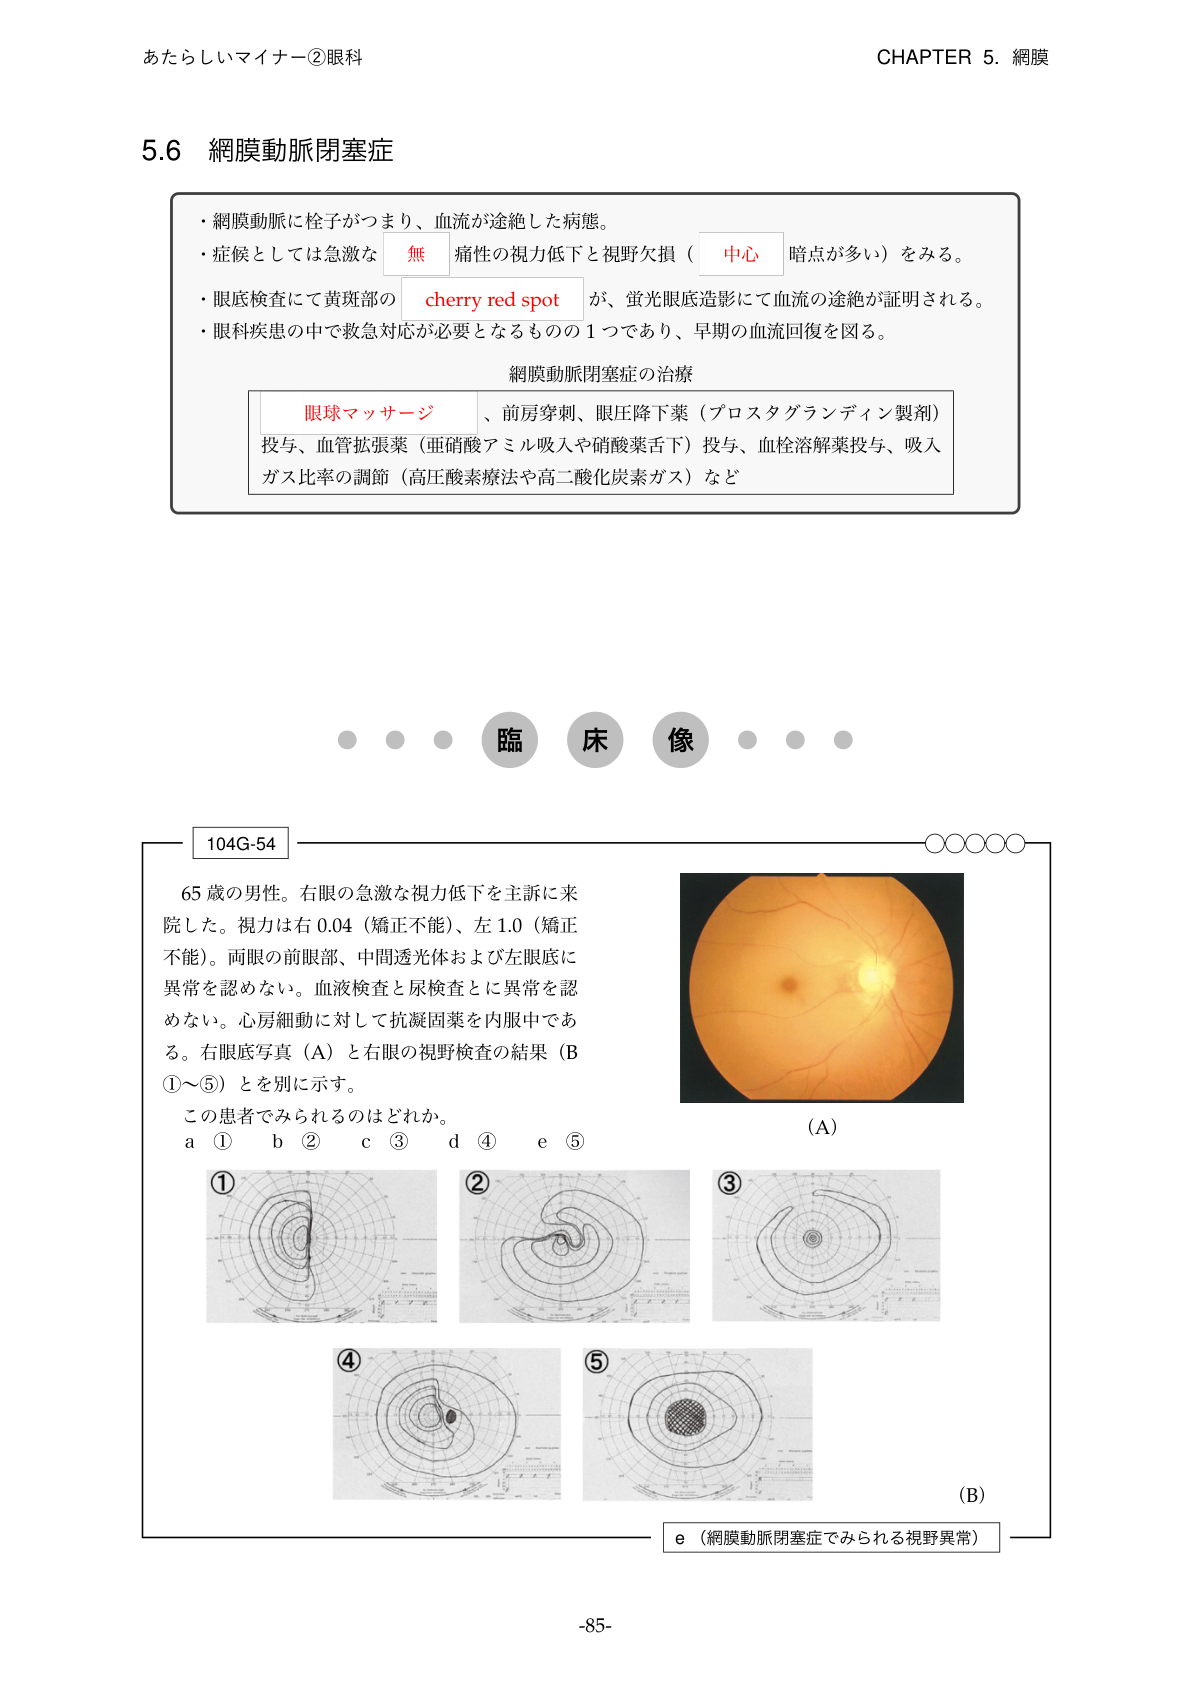 あたらしいマイナー②眼科
CHAPTER 5. 網膜
5.6 網膜動脈閉塞症
・網膜動脈に栓子がつまり、血流が途絶した病態。
・症候としては急激な 無 痛性の視力低下と視野欠損（ 中心 暗点が多い）をみる。
・眼底検査にて黄斑部の cherry red spot が、蛍光眼底造影にて血流の途絶が証明される。
・眼科疾患の中で救急対応が必要となるものの 1 つであり、早期の血流回復を図る。
網膜動脈閉塞症の治療
眼球マッサージ 、前房穿刺、眼圧降下薬（プロスタグランディン製剤）
投与、血管拡張薬（亜硝酸アミル吸入や硝酸薬舌下）投与、血栓溶解薬投与、吸入
ガス比率の調節（高圧酸素療法や高二酸化炭素ガス）など
臨 床 像
104G-54
65 歳の男性。右眼の急激な視力低下を主訴に来
院した。視力は右 0.04（矯正不能）、左 1.0（矯正
不能）。両眼の前眼部、中間透光体および左眼底に
異常を認めない。血液検査と尿検査とに異常を認
めない。心房細動に対して抗凝固薬を内服中であ
る。右眼底写真（A）と右眼の視野検査の結果（B
①〜⑤）とを別に示す。
この患者でみられるのはどれか。
a ① b ② c ③ d ④ e ⑤
（A）
①
②
③
④
⑤
（B）
e （網膜動脈閉塞症でみられる視野異常）
-85-